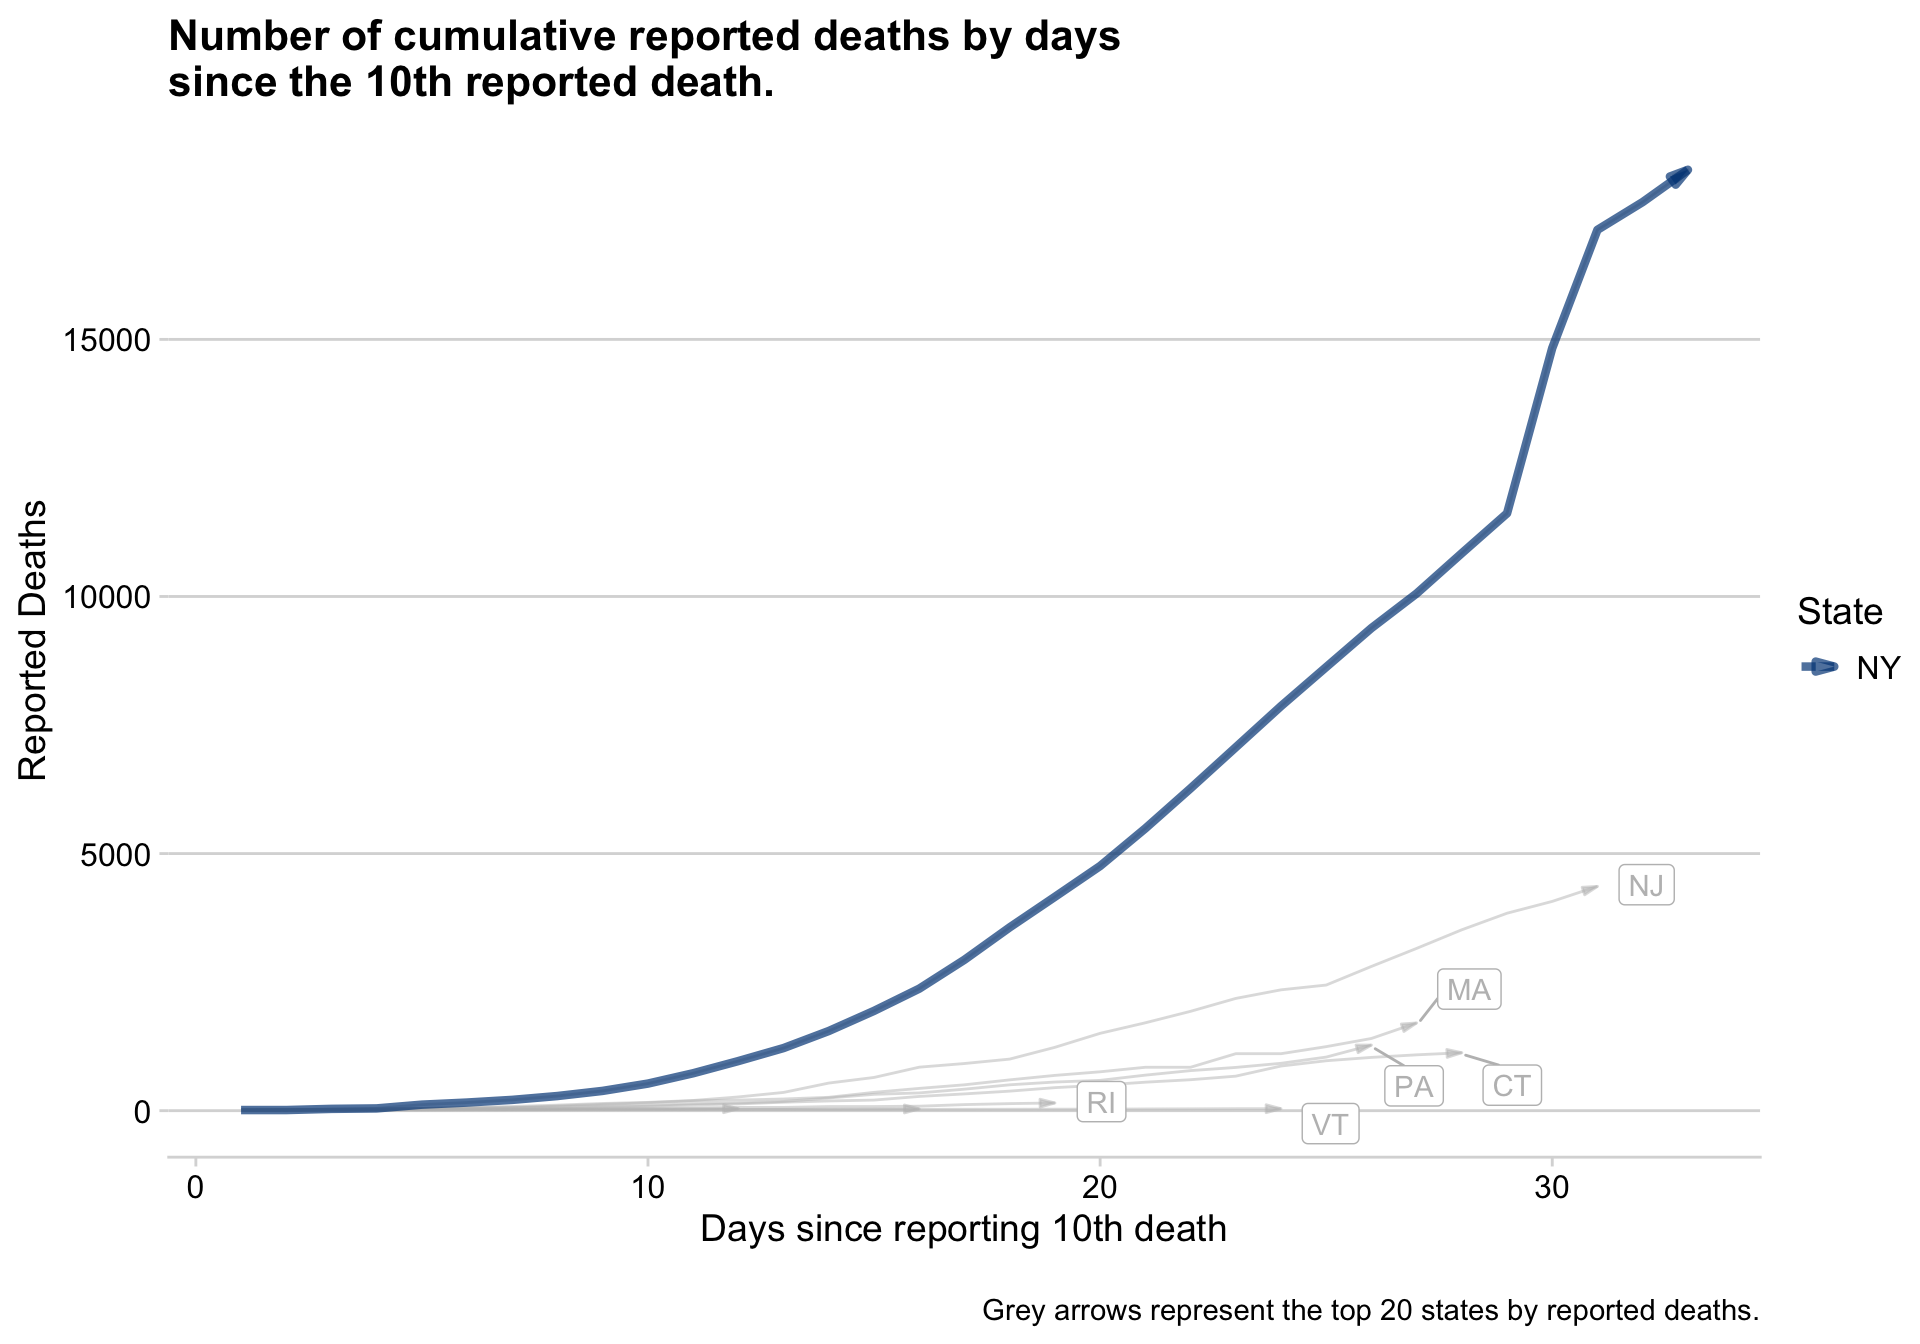 Number of cumulative reported deaths by days
since the 10th reported death.
Reported Deaths
15000
10000
5000
0
NJ
MA
PA
CT
RI
VT
0 10 20 30
Days since reporting 10th death
State
NY
Grey arrows represent the top 20 states by reported deaths.